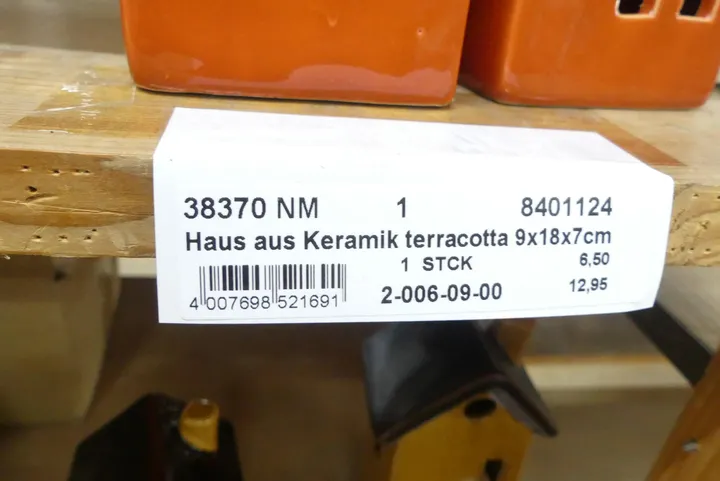 38370 NM 1 8401124
Haus aus Keramik terracotta 9x18x7cm
1 STCK 6,50
2-006-09-00 12,95
4 007698 521691